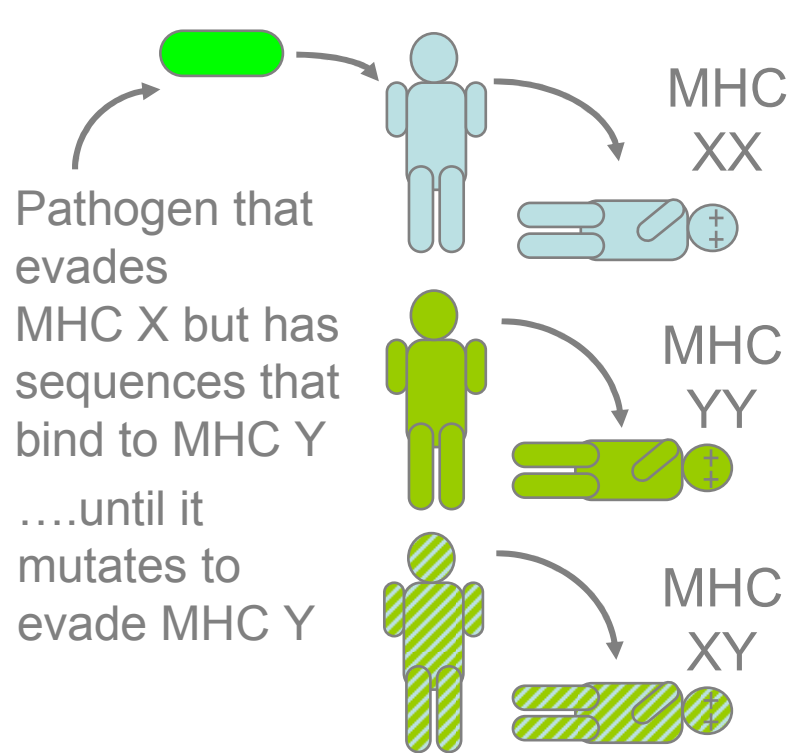 Pathogen that
evades
MHC X but has
sequences that
bind to MHC Y
….until it
mutates to
evade MHC Y
MHC
XX
MHC
YY
MHC
XY